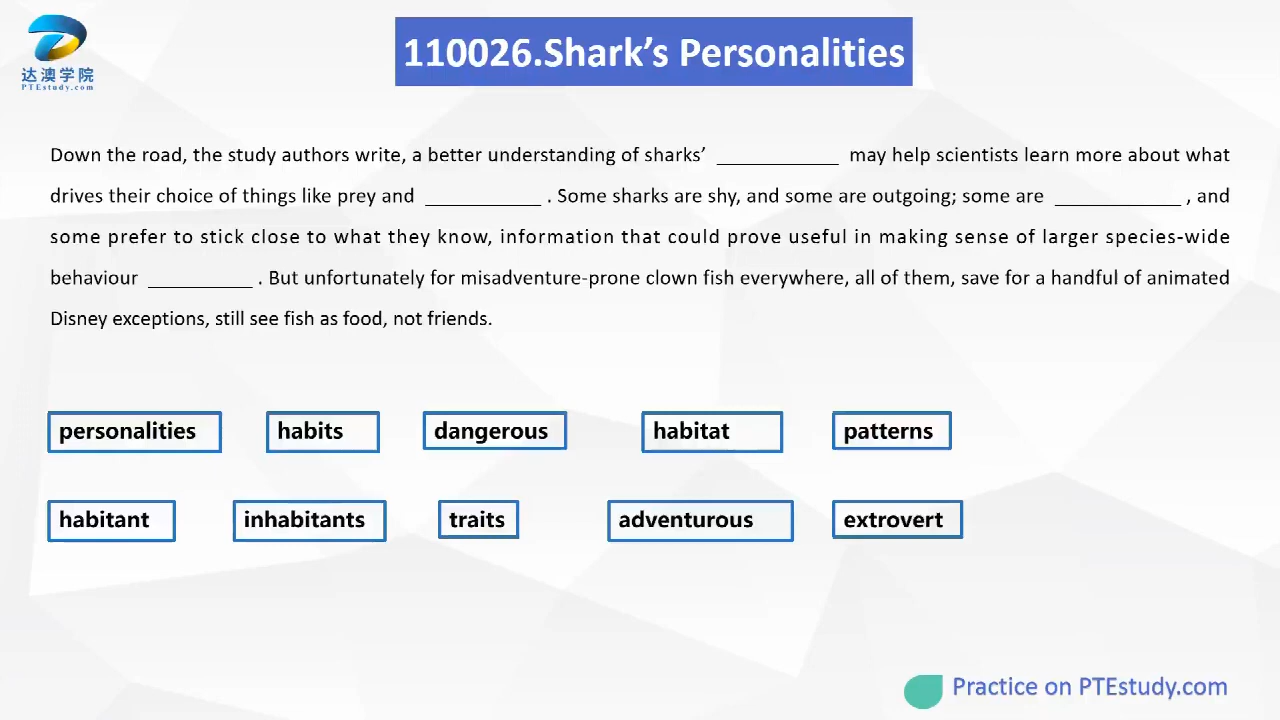 达澳学院
PTEstudy.com
110026.Shark’s Personalities
Down the road, the study authors write, a better understanding of sharks’ ____________ may help scientists learn more about what
drives their choice of things like prey and ____________ . Some sharks are shy, and some are outgoing; some are ____________ , and
some prefer to stick close to what they know, information that could prove useful in making sense of larger species-wide
behaviour ____________ . But unfortunately for misadventure-prone clown fish everywhere, all of them, save for a handful of animated
Disney exceptions, still see fish as food, not friends.
personalities habits dangerous habitat patterns
habitant inhabitants traits adventurous extrovert
Practice on PTEstudy.com